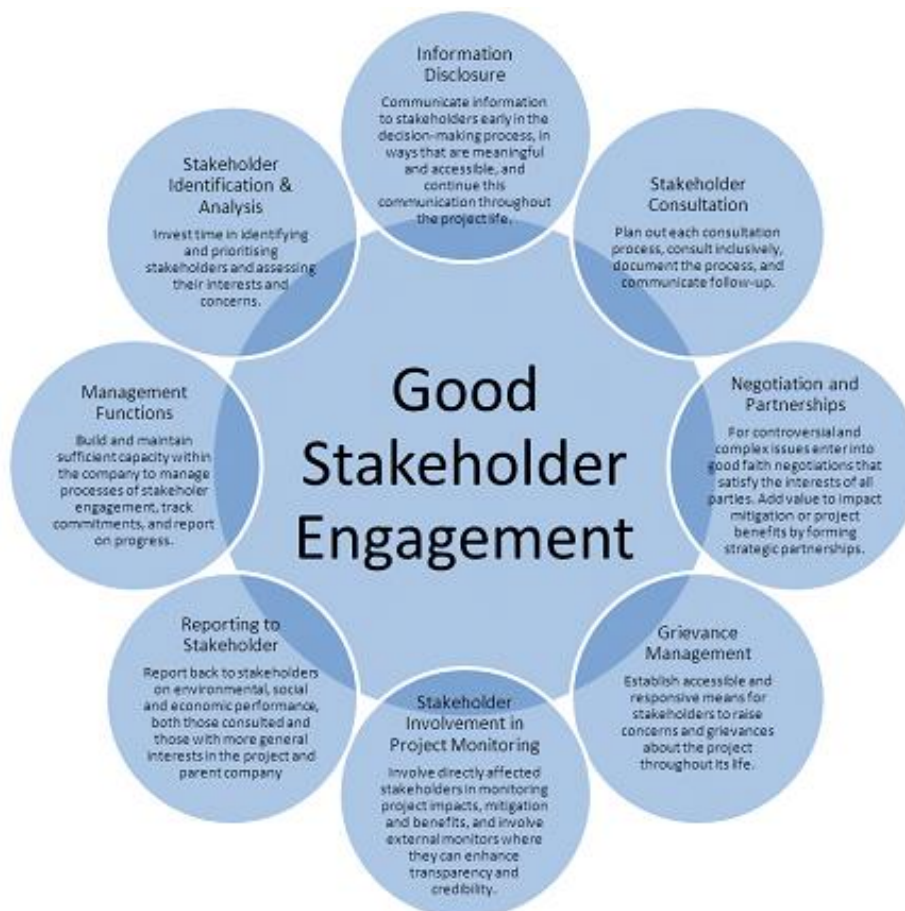 Information
Disclosure
Communicate information
to stakeholders early in the
decision-making process, in
ways that are meaningful
and accessible, and
continue this
communication throughout
the project life.
Stakeholder
Consultation
Plan out each consultation
process, consult inclusively,
document the process, and
communicate follow-up.
Negotiation and
Partnerships
For controversial and
complex issues enter into
good faith negotiations that
satisfy the interests of all
parties. Add value to impact
mitigation or project
benefits by forming
strategic partnerships.
Grievance
Management
Establish accessible and
responsive means for
stakeholders to raise
concerns and grievances
about the project
throughout its life.
Stakeholder
Involvement in
Project Monitoring
Involve directly affected
stakeholders in monitoring
project impacts, mitigation
and benefits, and involve
external monitors where
they can enhance
transparency and
credibility.
Reporting to
Stakeholder
Report back to stakeholders
on environmental, social
and economic performance,
both those consulted and
those with more general
interests in the project and
parent company
Management
Functions
Build and maintain
sufficient capacity within
the company to manage
processes of stakeholer
engagement, track
commitments, and report
on progress.
Stakeholder
Identification &
Analysis
Invest time in identifying
and prioritising
stakeholders and assessing
their interests and
concerns.
Good
Stakeholder
Engagement